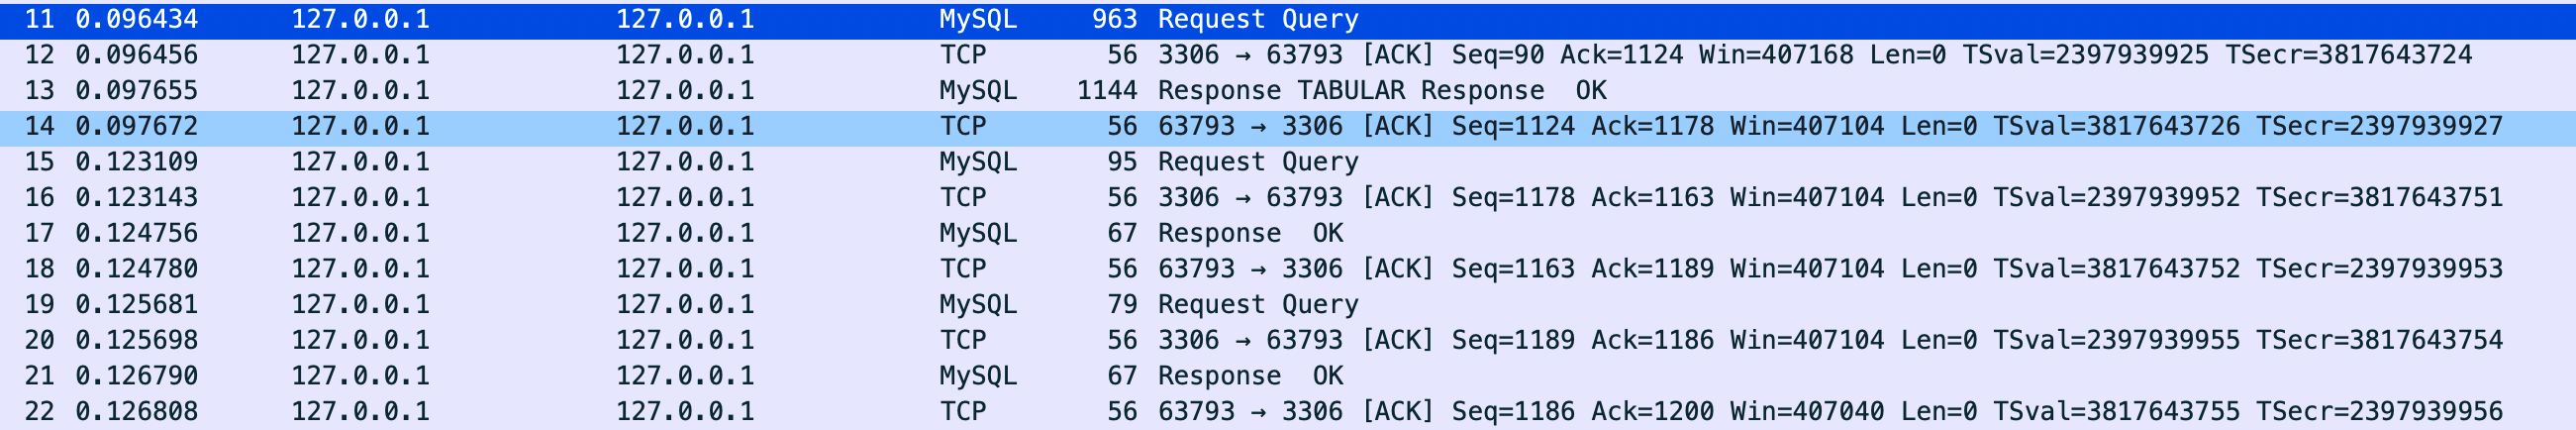 11 0.096434 127.0.0.1 127.0.0.1 MySQL 963 Request Query
12 0.096456 127.0.0.1 127.0.0.1 TCP 56 3306 → 63793 [ACK] Seq=90 Ack=1124 Win=407168 Len=0 TSval=2397939925 TSecr=3817643724
13 0.097655 127.0.0.1 127.0.0.1 MySQL 1144 Response TABULAR Response OK
14 0.097672 127.0.0.1 127.0.0.1 TCP 56 63793 → 3306 [ACK] Seq=1124 Ack=1178 Win=407104 Len=0 TSval=3817643726 TSecr=2397939927
15 0.123109 127.0.0.1 127.0.0.1 MySQL 95 Request Query
16 0.123143 127.0.0.1 127.0.0.1 TCP 56 3306 → 63793 [ACK] Seq=1178 Ack=1163 Win=407104 Len=0 TSval=2397939952 TSecr=3817643751
17 0.124756 127.0.0.1 127.0.0.1 MySQL 67 Response OK
18 0.124780 127.0.0.1 127.0.0.1 TCP 56 63793 → 3306 [ACK] Seq=1163 Ack=1189 Win=407104 Len=0 TSval=3817643752 TSecr=2397939953
19 0.125681 127.0.0.1 127.0.0.1 MySQL 79 Request Query
20 0.125698 127.0.0.1 127.0.0.1 TCP 56 3306 → 63793 [ACK] Seq=1189 Ack=1186 Win=407104 Len=0 TSval=2397939955 TSecr=3817643754
21 0.126790 127.0.0.1 127.0.0.1 MySQL 67 Response OK
22 0.126808 127.0.0.1 127.0.0.1 TCP 56 63793 → 3306 [ACK] Seq=1186 Ack=1200 Win=407040 Len=0 TSval=3817643755 TSecr=2397939956